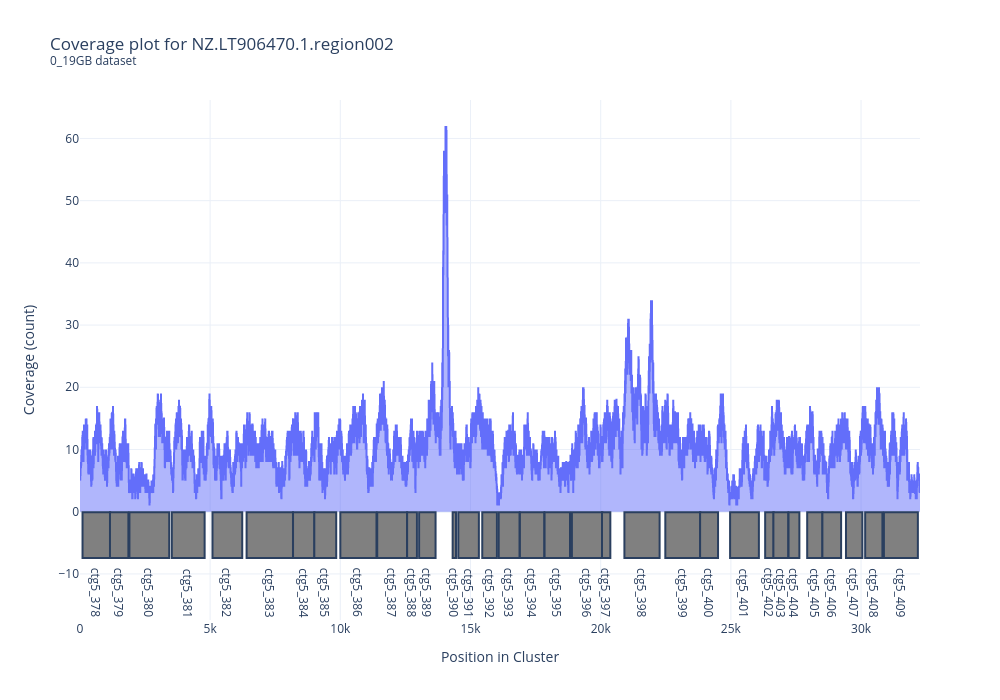 Coverage plot for NZ.LT906470.1.region002
0_19GB dataset
Coverage (count)
60
50
40
30
20
10
0
−10
ctg5_378
ctg5_379
ctg5_380
ctg5_381
ctg5_382
ctg5_383
ctg5_384
ctg5_385
ctg5_386
ctg5_387
ctg5_388
ctg5_389
ctg5_390
ctg5_391
ctg5_392
ctg5_393
ctg5_394
ctg5_395
ctg5_396
ctg5_397
ctg5_398
ctg5_399
ctg5_400
ctg5_401
ctg5_402
ctg5_403
ctg5_404
ctg5_405
ctg5_406
ctg5_407
ctg5_408
ctg5_409
0
5k
10k
15k
20k
25k
30k
Position in Cluster